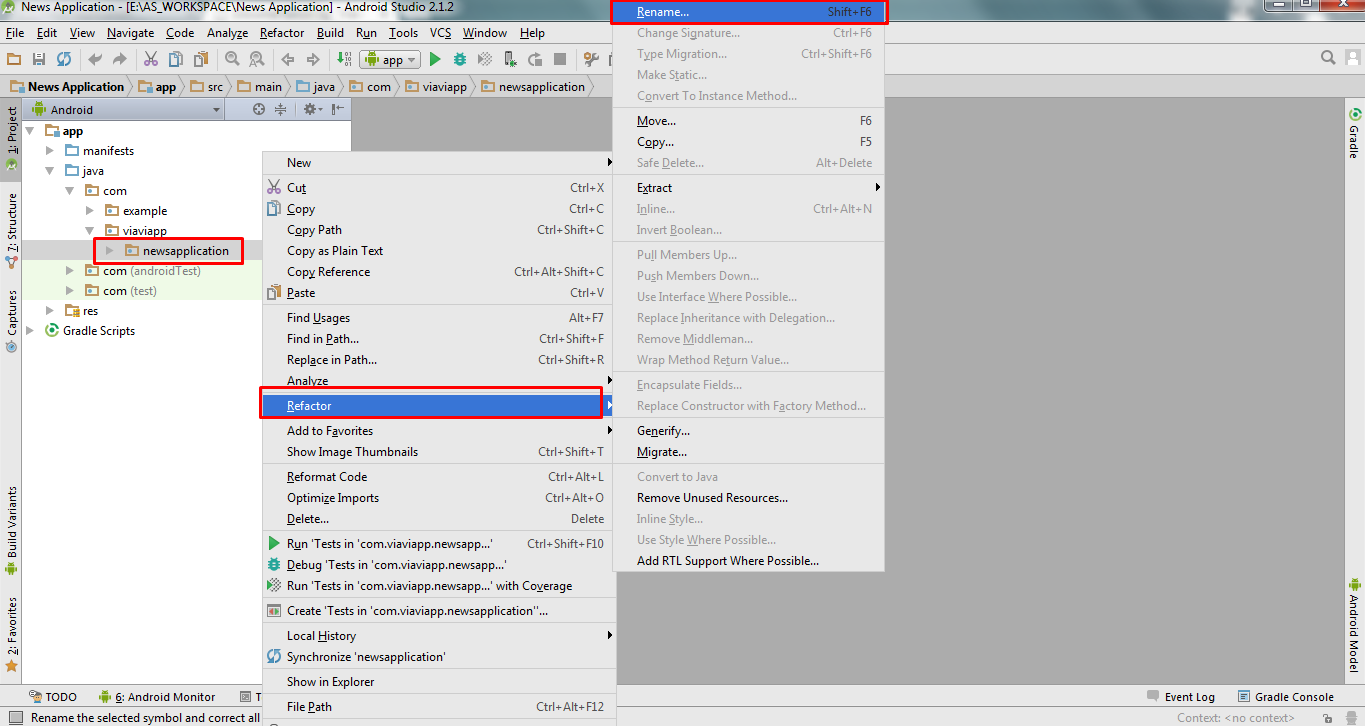 News Application - [E:\AS_WORKSPACE\News Application] - Android Studio 2.1.2
File Edit View Navigate Code Analyze Refactor Build Run Tools VCS Window Help
app
News Application app src main java com viaviapp newsapplication
Android
1: Project
7: Structure
Captures
Build Variants
2: Favorites
app
manifests
java
com
example
viaviapp
newsapplication
com (androidTest)
com (test)
res
Gradle Scripts
New
Cut Ctrl+X
Copy Ctrl+C
Copy Path Ctrl+Shift+C
Copy as Plain Text
Copy Reference Ctrl+Alt+Shift+C
Paste Ctrl+V
Find Usages Alt+F7
Find in Path... Ctrl+Shift+F
Replace in Path... Ctrl+Shift+R
Analyze
Refactor
Add to Favorites
Show Image Thumbnails Ctrl+Shift+T
Reformat Code Ctrl+Alt+L
Optimize Imports Ctrl+Alt+O
Delete... Delete
Run 'Tests in 'com.viaviapp.newsapp...' Ctrl+Shift+F10
Debug 'Tests in 'com.viaviapp.newsapp...'
Run 'Tests in 'com.viaviapp.newsapp...' with Coverage
Create 'Tests in 'com.viaviapp.newsapplication''...
Local History
Synchronize 'newsapplication'
Show in Explorer
File Path Ctrl+Alt+F12
Rename... Shift+F6
Change Signature... Ctrl+F6
Type Migration... Ctrl+Shift+F6
Make Static...
Convert To Instance Method...
Move... F6
Copy... F5
Safe Delete... Alt+Delete
Extract
Inline... Ctrl+Alt+N
Invert Boolean...
Pull Members Up...
Push Members Down...
Use Interface Where Possible...
Replace Inheritance with Delegation...
Remove Middleman...
Wrap Method Return Value...
Encapsulate Fields...
Replace Constructor with Factory Method...
Generify...
Migrate...
Convert to Java
Remove Unused Resources...
Inline Style...
Use Style Where Possible...
Add RTL Support Where Possible...
Gradle
Android Model
TODO 6: Android Monitor T Event Log Gradle Console
Rename the selected symbol and correct all Context: <no context>